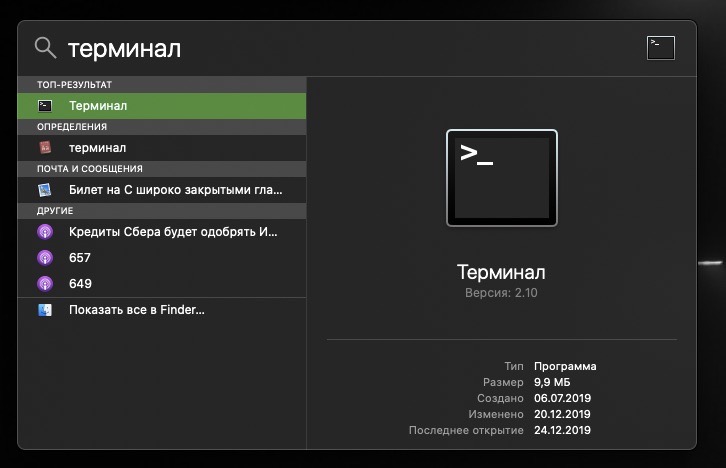 терминал
ТОП-РЕЗУЛЬТАТ
Терминал
ОПРЕДЕЛЕНИЯ
терминал
ПОЧТА И СООБЩЕНИЯ
Билет на С широко закрытыми гла...
ДРУГИЕ
Кредиты Сбера будет одобрять И...
657
649
Показать все в Finder...
>_
Терминал
Версия: 2.10
Тип Программа
Размер 9,9 МБ
Создано 06.07.2019
Изменено 20.12.2019
Последнее открытие 24.12.2019